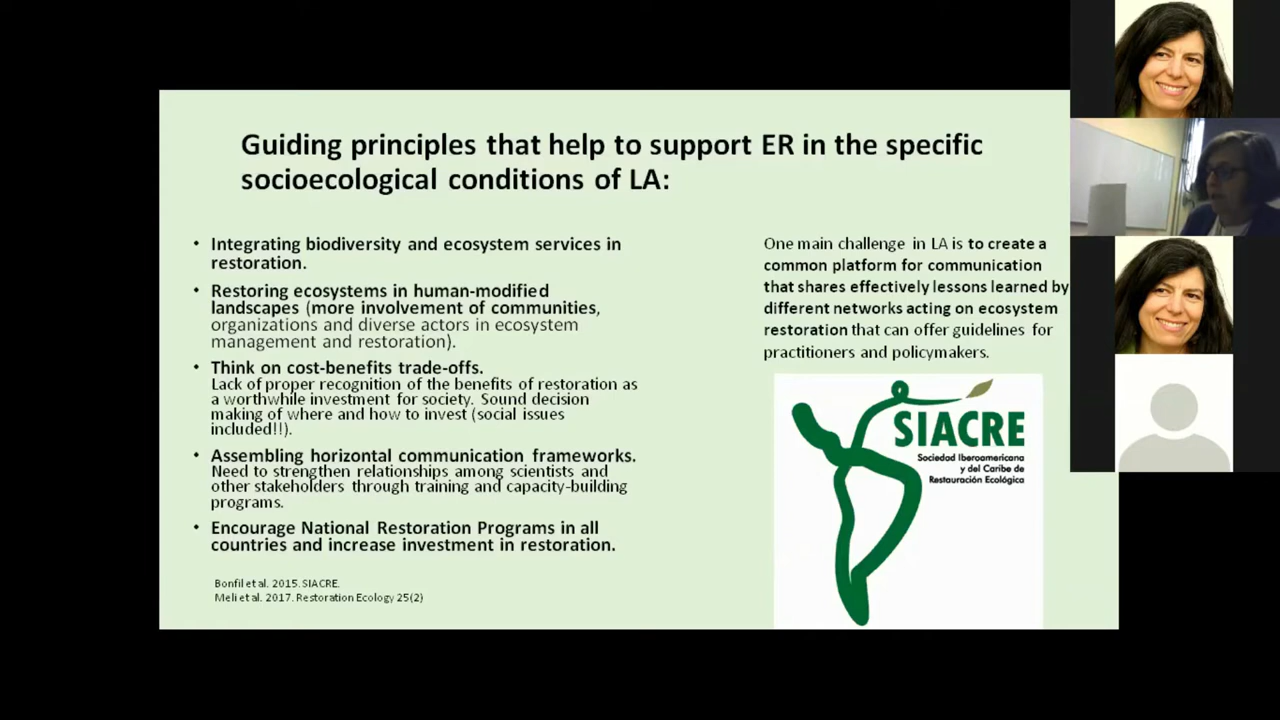 Guiding principles that help to support ER in the specific
socioecological conditions of LA:
• Integrating biodiversity and ecosystem services in
restoration.
• Restoring ecosystems in human-modified
landscapes (more involvement of communities,
organizations and diverse actors in ecosystem
management and restoration).
• Think on cost-benefits trade-offs.
Lack of proper recognition of the benefits of restoration as
a worthwhile investment for society. Sound decision
making of where and how to invest (social issues
included!!).
• Assembling horizontal communication frameworks.
Need to strengthen relationships among scientists and
other stakeholders through training and capacity-building
programs.
• Encourage National Restoration Programs in all
countries and increase investment in restoration.
Bonfil et al. 2015. SIACRE.
Meli et al. 2017. Restoration Ecology 25(2)
One main challenge in LA is to create a
common platform for communication
that shares effectively lessons learned by
different networks acting on ecosystem
restoration that can offer guidelines for
practitioners and policymakers.
SIACRE
Sociedad Iberoamericana
y del Caribe de
Restauración Ecológica